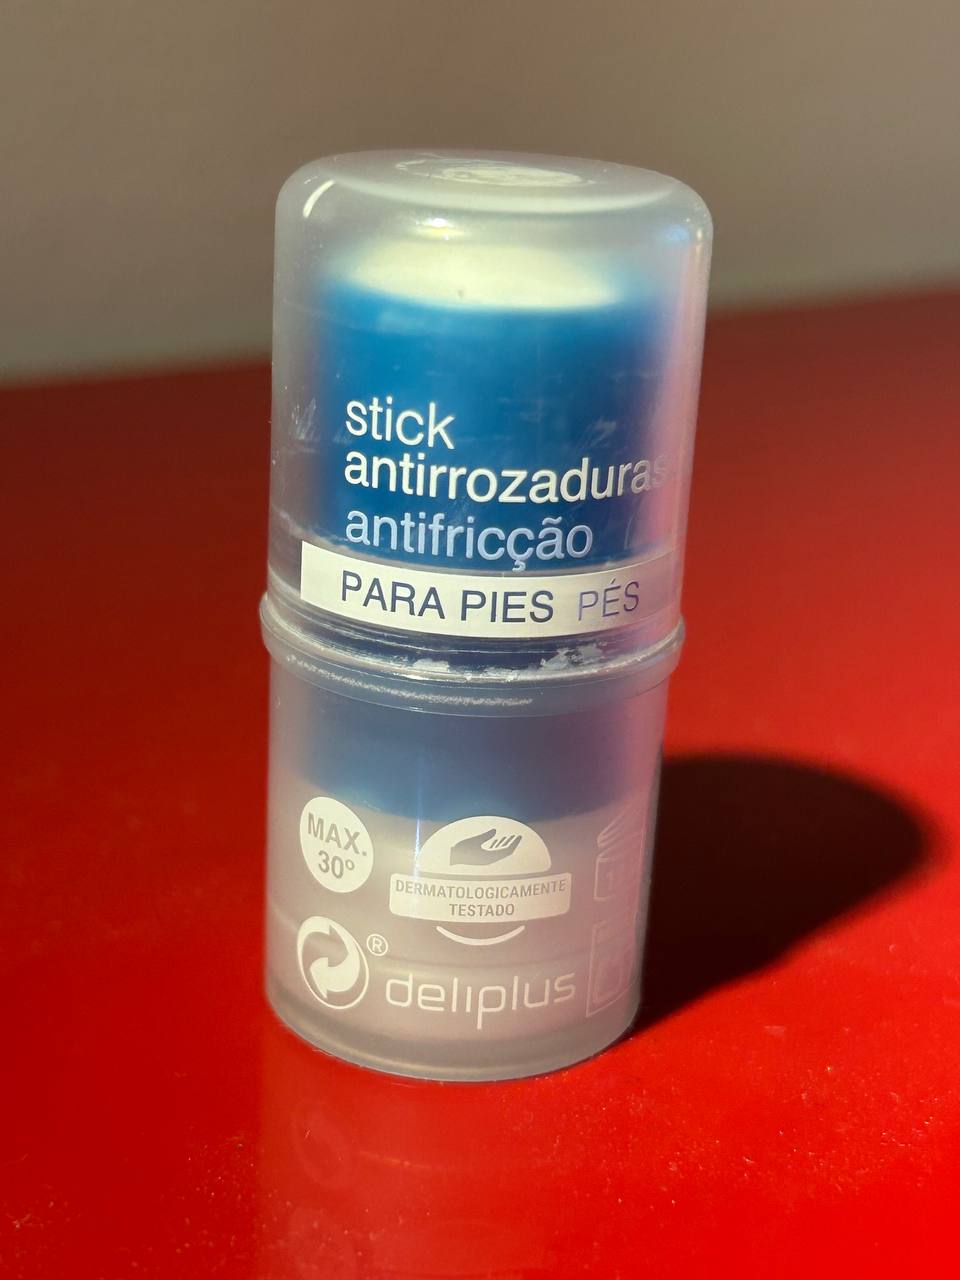 stick
antirrozaduras
antifricção
PARA PIES PÉS
MAX.
30º
DERMATOLOGICAMENTE
TESTADO
®
deliplus